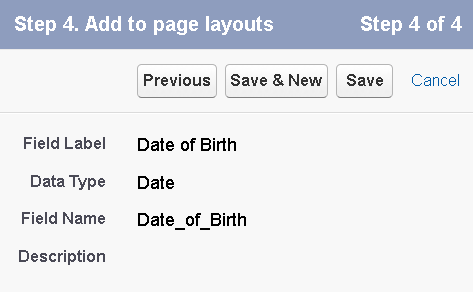 Step 4. Add to page layouts Step 4 of 4
Previous Save & New Save Cancel
Field Label Date of Birth
Data Type Date
Field Name Date_of_Birth
Description